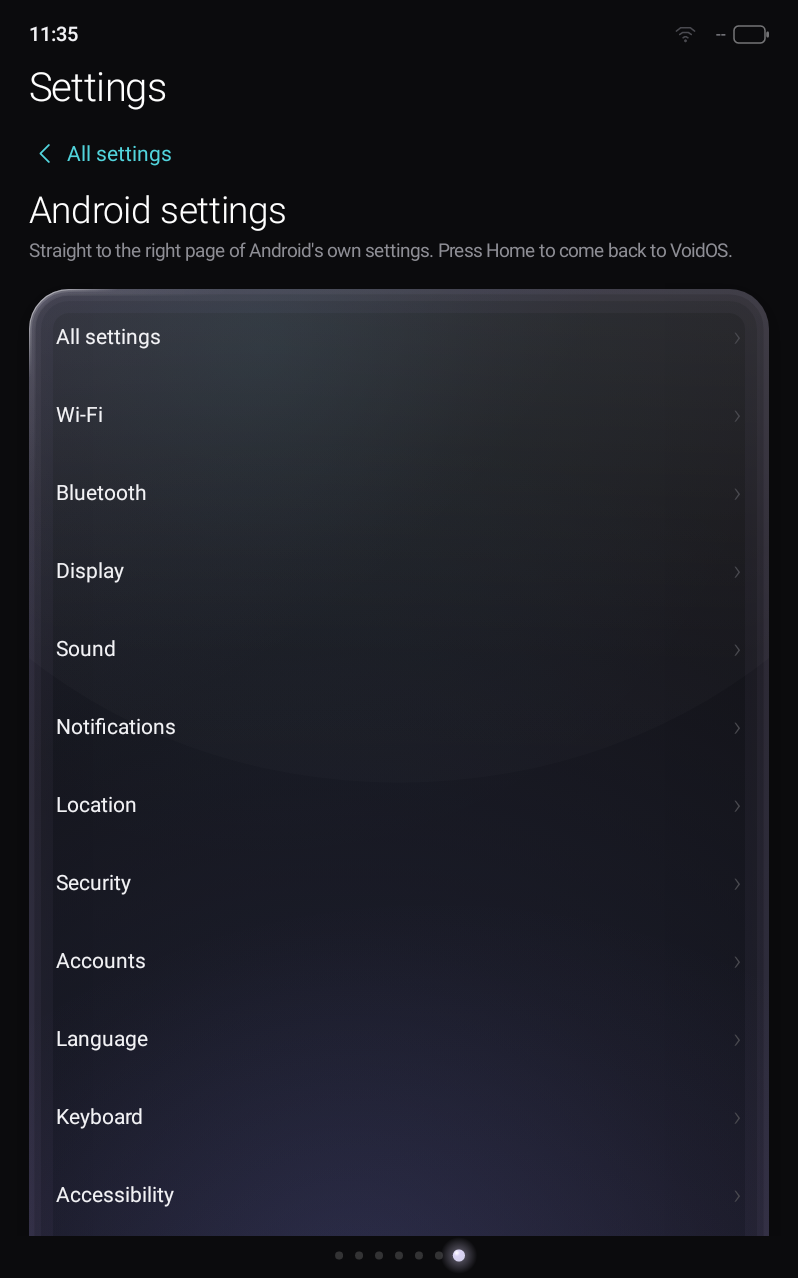 11:35
--
Settings
All settings
Android settings
Straight to the right page of Android's own settings. Press Home to come back to VoidOS.
All settings
Wi-Fi
Bluetooth
Display
Sound
Notifications
Location
Security
Accounts
Language
Keyboard
Accessibility